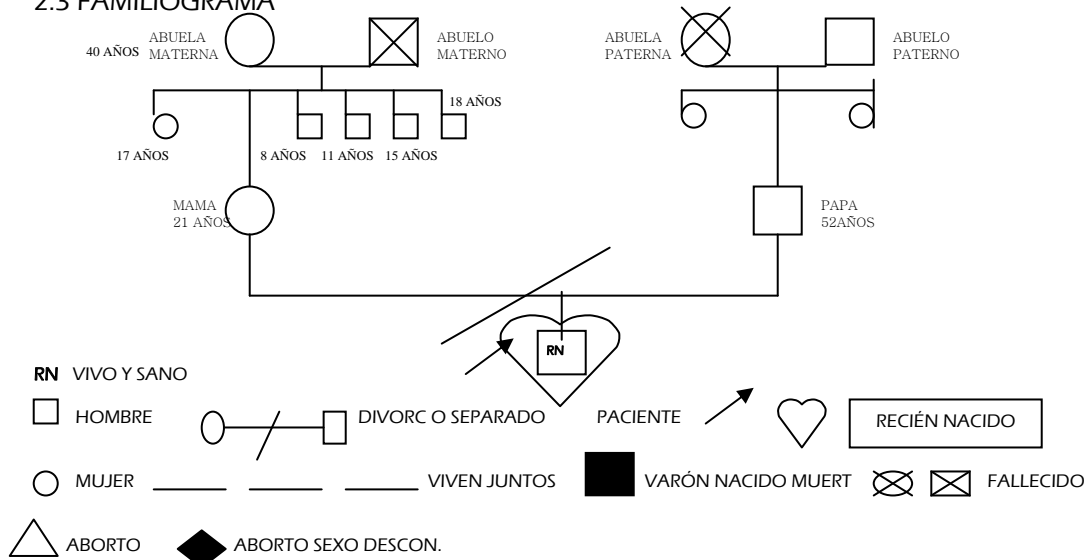 2.3 FAMILIOGRAMA
40 AÑOS
ABUELA
MATERNA
ABUELO
MATERNO
ABUELA
PATERNA
ABUELO
PATERNO
18 AÑOS
17 AÑOS
8 AÑOS
11 AÑOS
15 AÑOS
MAMA
21 AÑOS
PAPA
52AÑOS
RN
RN VIVO Y SANO
HOMBRE
DIVORC O SEPARADO
PACIENTE
RECIÉN NACIDO
MUJER
VIVEN JUNTOS
VARÓN NACIDO MUERT
FALLECIDO
ABORTO
ABORTO SEXO DESCON.